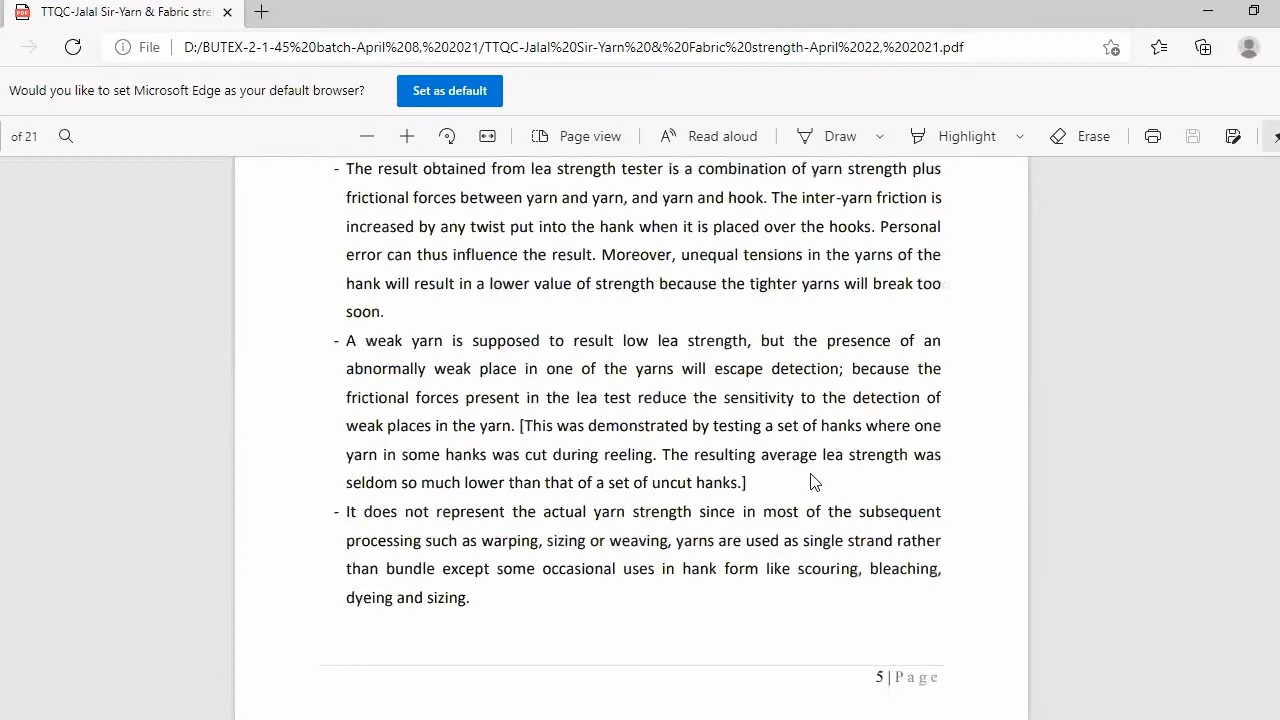 TTQC-Jalal Sir-Yarn & Fabric stre
File D:/BUTEX-2-1-45%20batch-April%208,%202021/TTQC-Jalal%20Sir-Yarn%20&%20Fabric%20strength-April%2022,%202021.pdf
Would you like to set Microsoft Edge as your default browser? Set as default
of 21 Page view Read aloud Draw Highlight Erase
- The result obtained from lea strength tester is a combination of yarn strength plus
frictional forces between yarn and yarn, and yarn and hook. The inter-yarn friction is
increased by any twist put into the hank when it is placed over the hooks. Personal
error can thus influence the result. Moreover, unequal tensions in the yarns of the
hank will result in a lower value of strength because the tighter yarns will break too
soon.
- A weak yarn is supposed to result low lea strength, but the presence of an
abnormally weak place in one of the yarns will escape detection; because the
frictional forces present in the lea test reduce the sensitivity to the detection of
weak places in the yarn. [This was demonstrated by testing a set of hanks where one
yarn in some hanks was cut during reeling. The resulting average lea strength was
seldom so much lower than that of a set of uncut hanks.]
- It does not represent the actual yarn strength since in most of the subsequent
processing such as warping, sizing or weaving, yarns are used as single strand rather
than bundle except some occasional uses in hank form like scouring, bleaching,
dyeing and sizing.
5 | Page